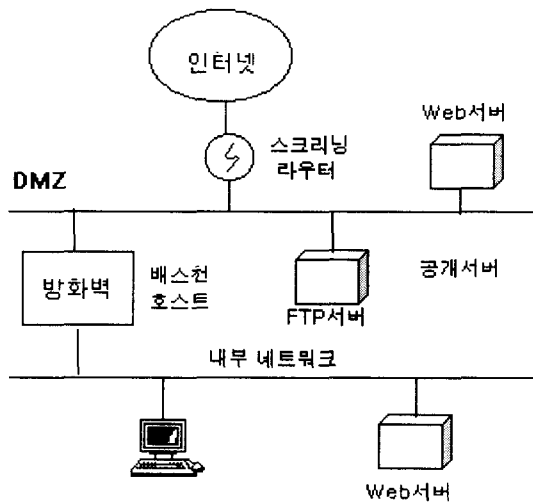 인터넷
Web서버
스크리닝
라우터
DMZ
방화벽
배스천
호스트
FTP서버
공개서버
내부 네트워크
Web서버